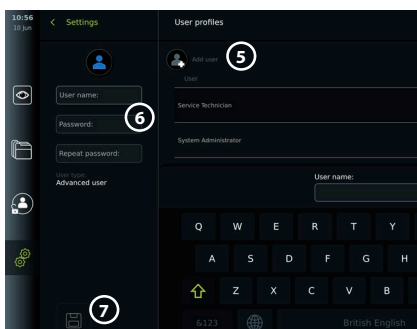 10:56
10 Jun
Settings
User profiles
Add user
5
User
User name:
Service Technician
Password:
6
System Administrator
Repeat password:
User type:
Advanced user
User name:
Q W E R T Y
A S D F G H
Z X C V B
7
&123
British English